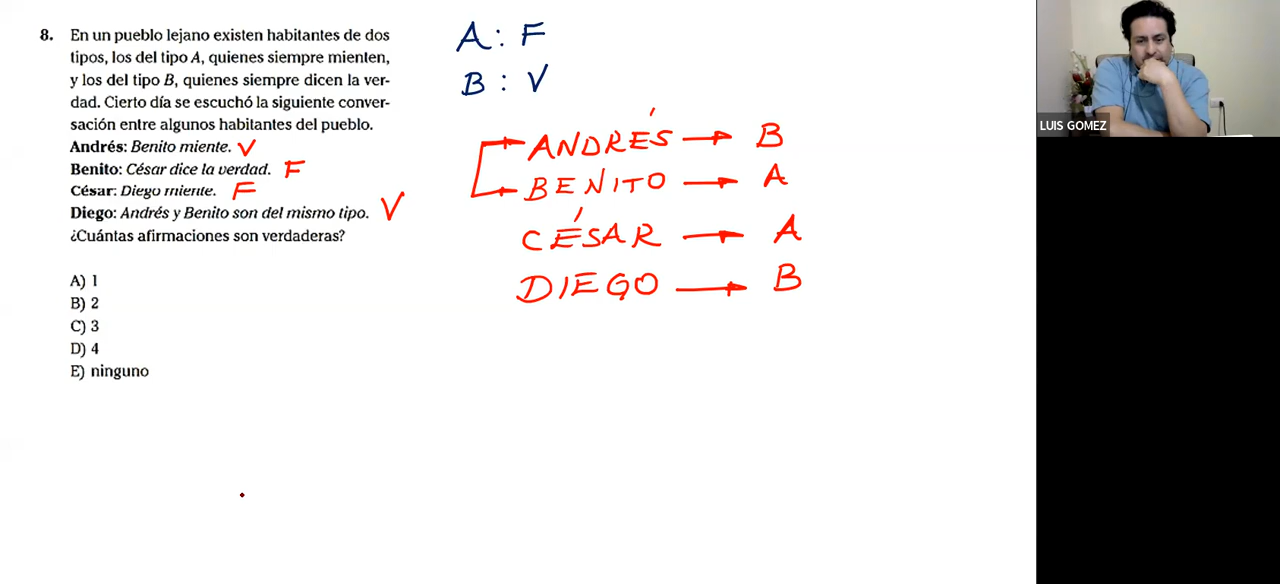 8. En un pueblo lejano existen habitantes de dos
tipos, los del tipo A, quienes siempre mienten,
y los del tipo B, quienes siempre dicen la ver-
dad. Cierto día se escuchó la siguiente conver-
sación entre algunos habitantes del pueblo.
Andrés: Benito miente. V
Benito: César dice la verdad. F
César: Diego miente. F
Diego: Andrés y Benito son del mismo tipo. V
¿Cuántas afirmaciones son verdaderas?
A) 1
B) 2
C) 3
D) 4
E) ninguno
A : F
B : V
ANDRÉS → B
BENITO → A
CÉSAR → A
DIEGO → B
LUIS GOMEZ